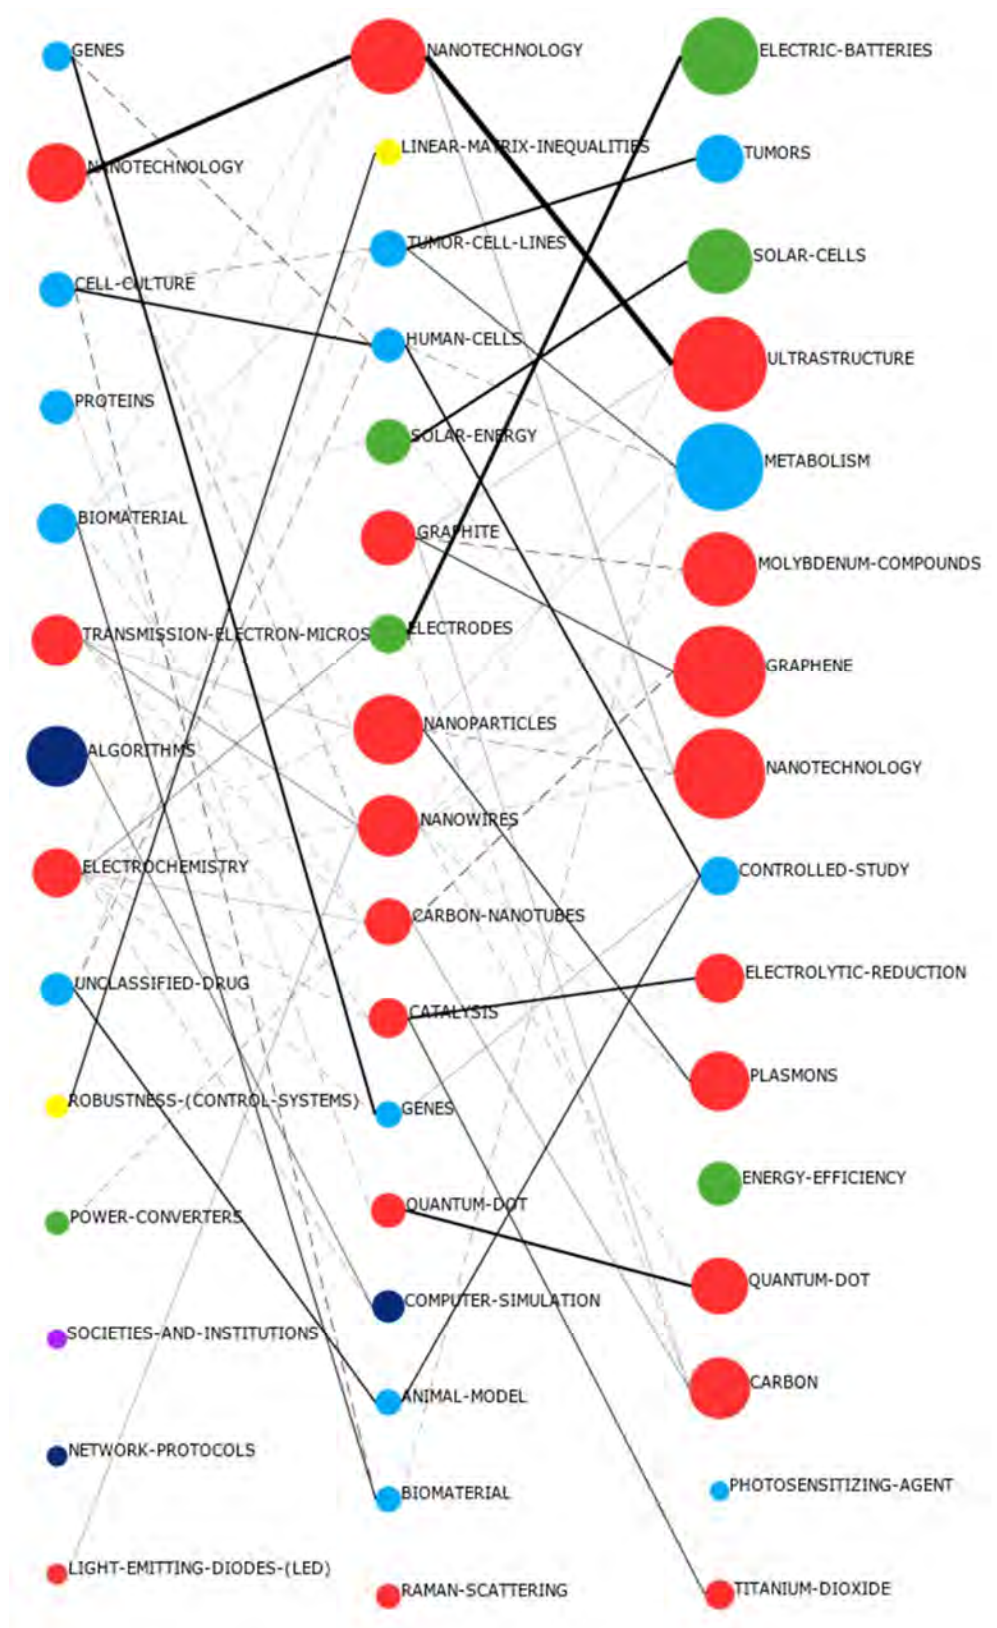 GENES
NANOTECHNOLOGY
CELL-CULTURE
PROTEINS
BIOMATERIAL
TRANSMISSION-ELECTRON-MICROS
ALGORITHMS
ELECTROCHEMISTRY
UNCLASSIFIED-DRUG
ROBUSTNESS-(CONTROL-SYSTEMS)
POWER-CONVERTERS
SOCIETIES-AND-INSTITUTIONS
NETWORK-PROTOCOLS
LIGHT-EMITTING-DIODES-(LED)
NANOTECHNOLOGY
LINEAR-MATRIX-INEQUALITIES
TUMOR-CELL-LINES
HUMAN-CELLS
SOLAR-ENERGY
GRAPHITE
ELECTRODES
NANOPARTICLES
NANOWIRES
CARBON-NANOTUBES
CATALYSIS
GENES
QUANTUM-DOT
COMPUTER-SIMULATION
ANIMAL-MODEL
BIOMATERIAL
RAMAN-SCATTERING
ELECTRIC-BATTERIES
TUMORS
SOLAR-CELLS
ULTRASTRUCTURE
METABOLISM
MOLYBDENUM-COMPOUNDS
GRAPHENE
NANOTECHNOLOGY
CONTROLLED-STUDY
ELECTROLYTIC-REDUCTION
PLASMONS
ENERGY-EFFICIENCY
QUANTUM-DOT
CARBON
PHOTOSENSITIZING-AGENT
TITANIUM-DIOXIDE